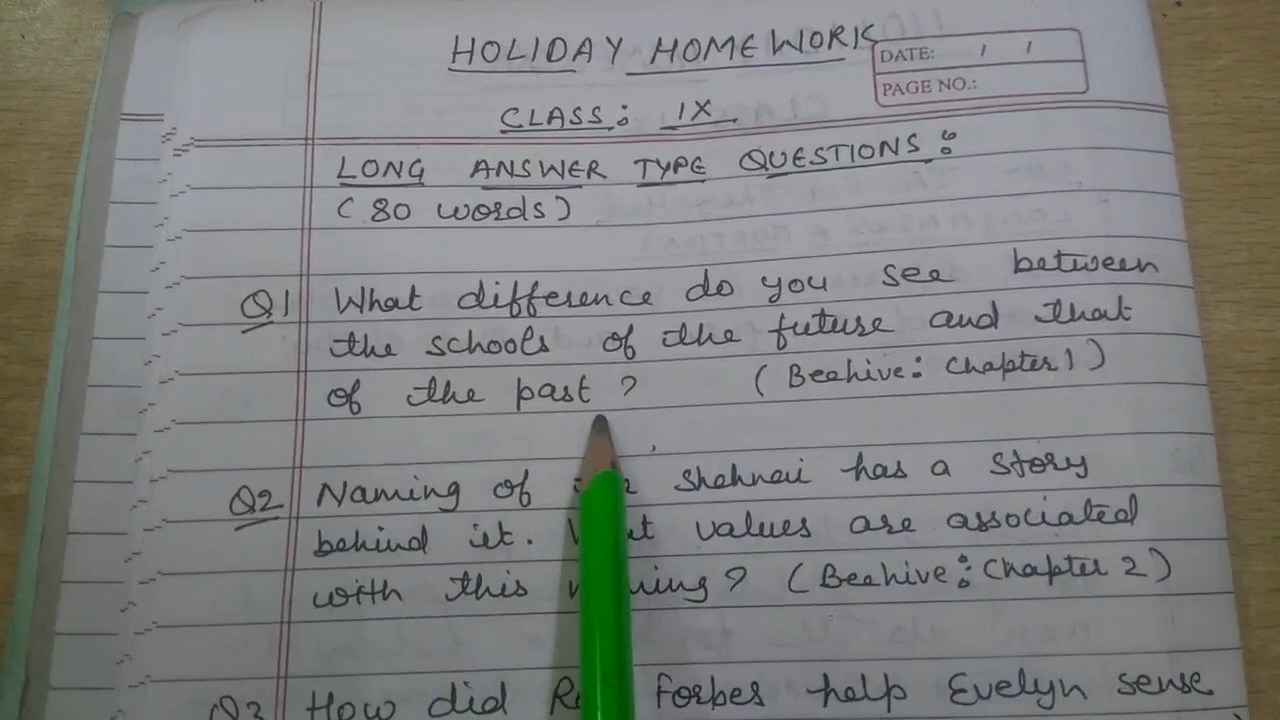 HOLIDAY HOMEWORK
DATE: / /
PAGE NO.:
CLASS: IX
LONG ANSWER TYPE QUESTIONS:
(80 words)
Q1 What difference do you see between
the schools of the future and that
of the past? (Beehive: Chapter 1)
Q2 Naming of Shehnai has a story
behind it. values are associated
with this ? (Beehive: Chapter 2)
Q3 How did Forbes help Evelyn sense